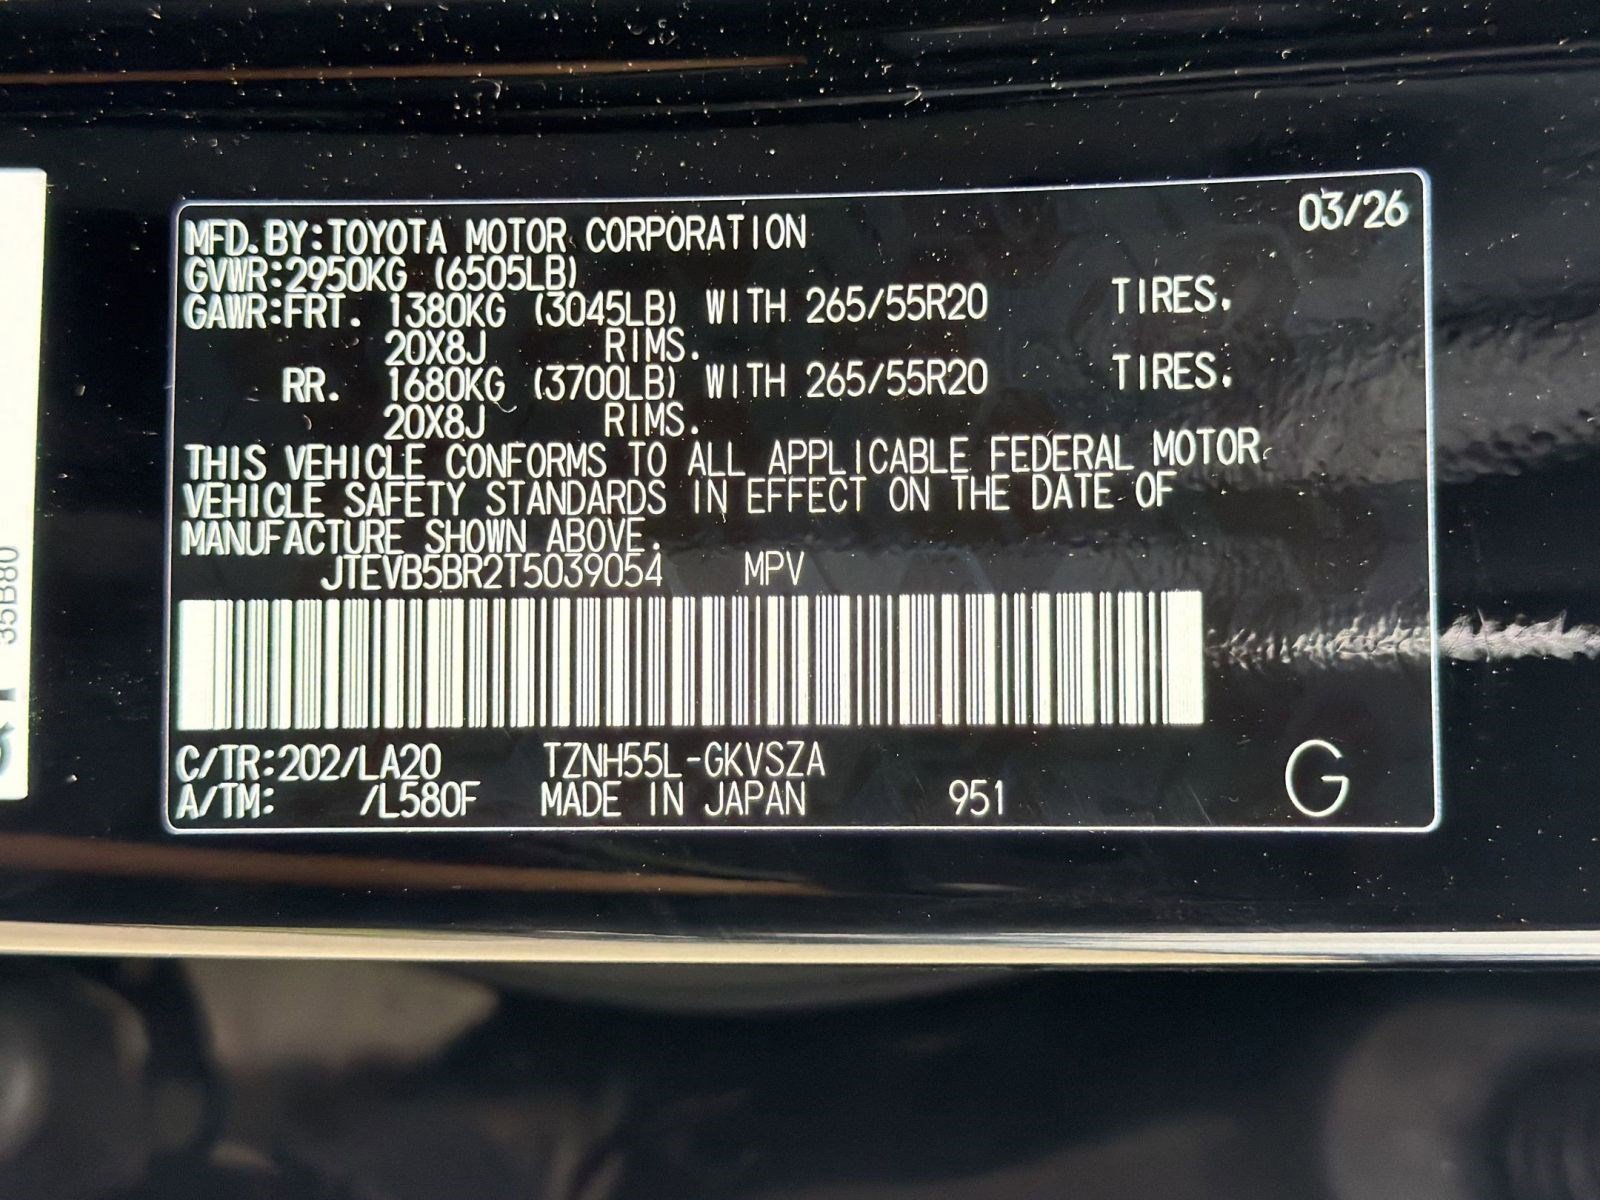 03/26
MFD. BY: TOYOTA MOTOR CORPORATION
GVWR: 2950KG (6505LB)
GAWR: FRT. 1380KG (3045LB) WITH 265/55R20 TIRES.
20X8J RIMS.
RR. 1680KG (3700LB) WITH 265/55R20 TIRES.
20X8J RIMS.
THIS VEHICLE CONFORMS TO ALL APPLICABLE FEDERAL MOTOR
VEHICLE SAFETY STANDARDS IN EFFECT ON THE DATE OF
MANUFACTURE SHOWN ABOVE.
JTEVB5BR2T5039054 MPV
C/TR: 202/LA20 TZNH55L-GKVSZA
A/TM: /L580F MADE IN JAPAN 951 G
35B80